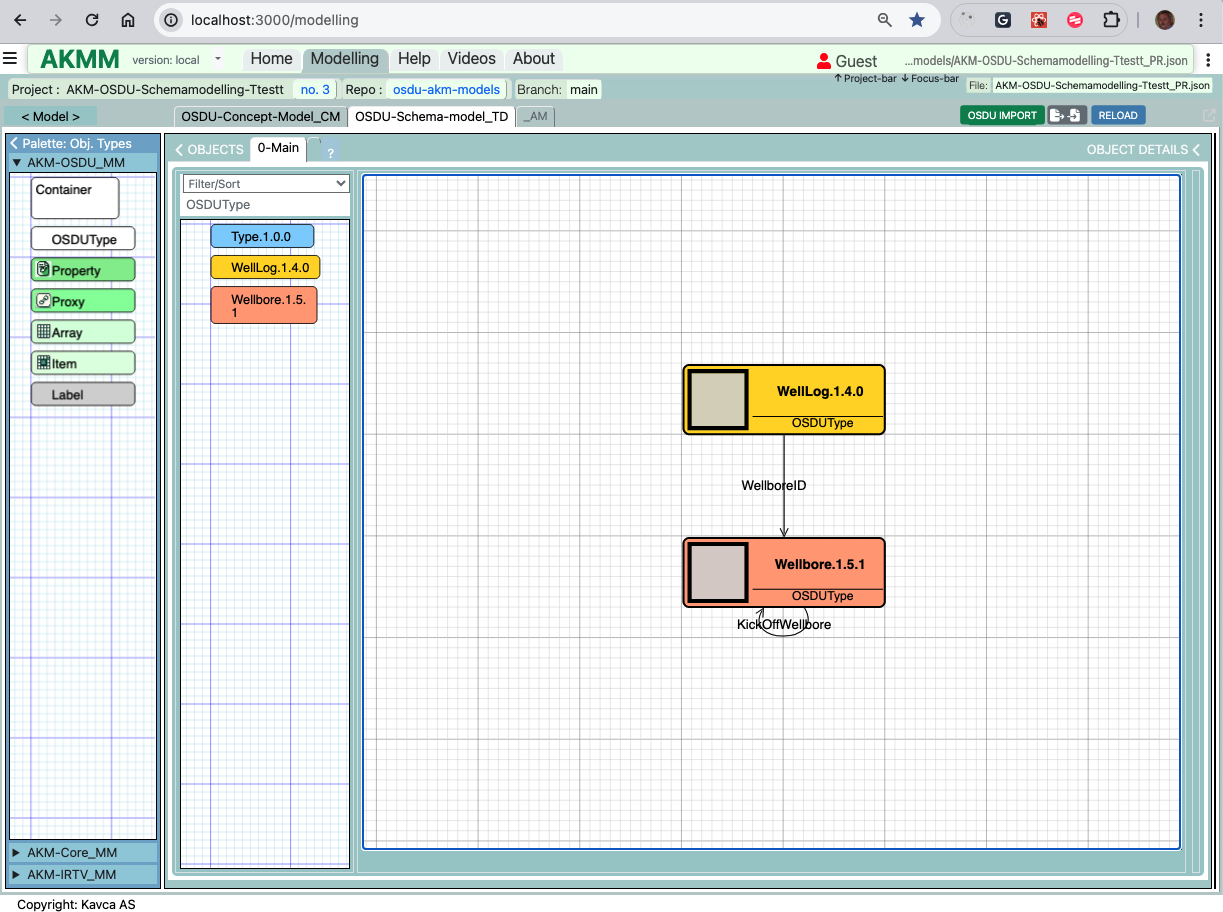 localhost:3000/modelling
AKMM version: local Home Modelling Help Videos About Guest ...models/AKM-OSDU-Schemamodelling-Ttestt_PR.json
↑ Project-bar ↓ Focus-bar
Project : AKM-OSDU-Schemamodelling-Ttestt no. 3 Repo : osdu-akm-models Branch: main File: AKM-OSDU-Schemamodelling-Ttestt_PR.json
< Model > OSDU-Concept-Model_CM OSDU-Schema-model_TD _AM OSDU IMPORT RELOAD
Palette: Obj. Types
AKM-OSDU_MM
Container
OSDUType
Property
Proxy
Array
Item
Label
AKM-Core_MM
AKM-IRTV_MM
OBJECTS 0-Main ? OBJECT DETAILS
Filter/Sort
OSDUType
Type.1.0.0
WellLog.1.4.0
Wellbore.1.5.
1
WellLog.1.4.0
OSDUType
WellboreID
Wellbore.1.5.1
OSDUType
KickOffWellbore
Copyright: Kavca AS